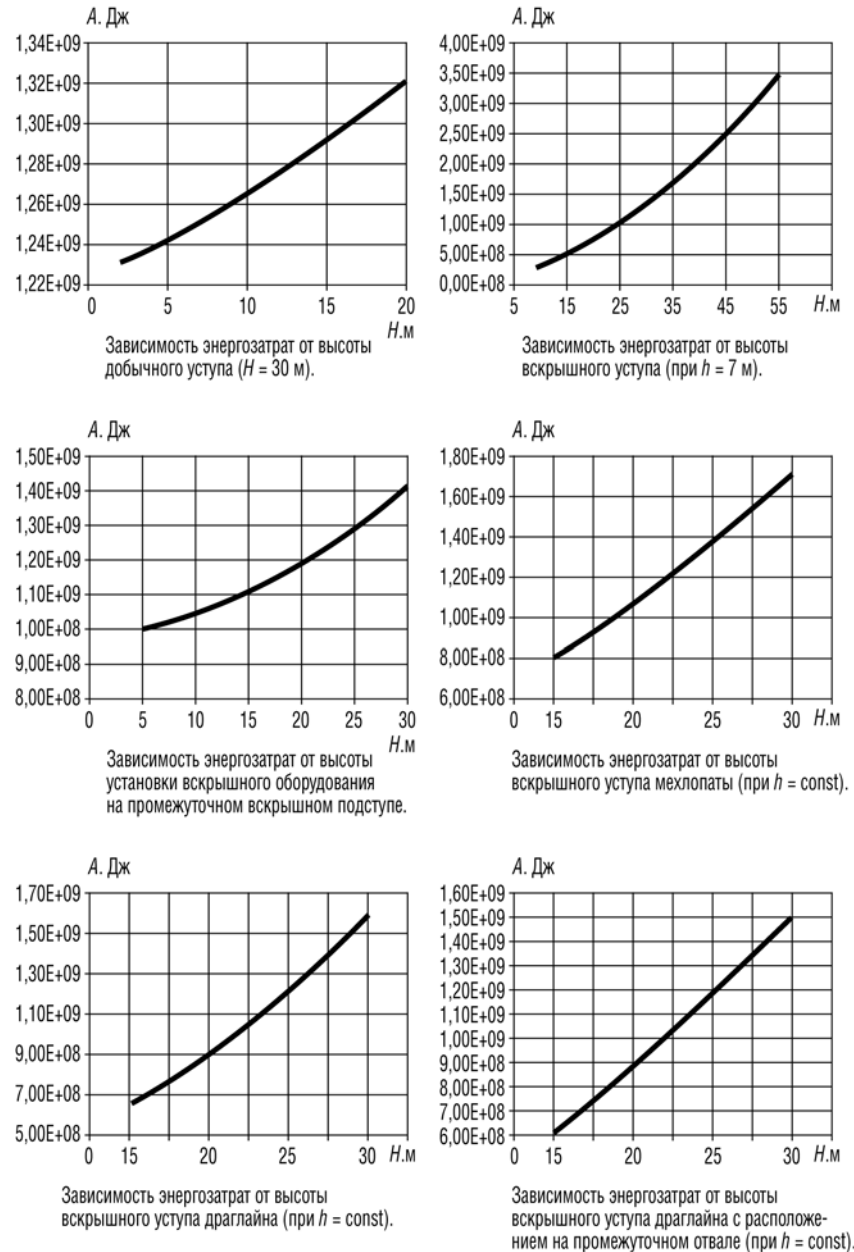 А. Дж
1,34E+09
1,32E+09
1,30E+09
1,28E+09
1,26E+09
1,24E+09
1,22E+09
0 5 10 15 20
Н.м
Зависимость энергозатрат от высоты
добычного уступа (Н = 30 м).
А. Дж
4,00E+09
3,50E+09
3,00E+09
2,50E+09
2,00E+09
1,50E+09
1,00E+09
5,00E+08
0,00E+08
5 15 25 35 45 55 Н.м
Зависимость энергозатрат от высоты
вскрышного уступа (при h = 7 м).
А. Дж
1,50E+09
1,40E+09
1,30E+09
1,20E+09
1,10E+09
1,00E+08
9,00E+08
8,00E+08
0 5 10 15 20 25 30
Н.м
Зависимость энергозатрат от высоты
установки вскрышного оборудования
на промежуточном вскрышном подступе.
А. Дж
1,80E+09
1,60E+09
1,40E+09
1,20E+09
1,00E+09
8,00E+08
6,00E+08
0 15 20 25 30 Н.м
Зависимость энергозатрат от высоты
вскрышного уступа мехлопаты (при h = const).
А. Дж
1,70E+09
1,50E+09
1,30E+09
1,10E+09
9,00E+08
7,00E+08
5,00E+08
0 15 20 25 30 Н.м
Зависимость энергозатрат от высоты
вскрышного уступа драглайна (при h = const).
А. Дж
1,60E+09
1,50E+09
1,40E+09
1,30E+09
1,20E+09
1,10E+09
1,00E+08
9,00E+08
8,00E+08
7,00E+08
6,00E+08
0 15 20 25 30 Н.м
Зависимость энергозатрат от высоты
вскрышного уступа драглайна с расположе-
нием на промежуточном отвале (при h = const).